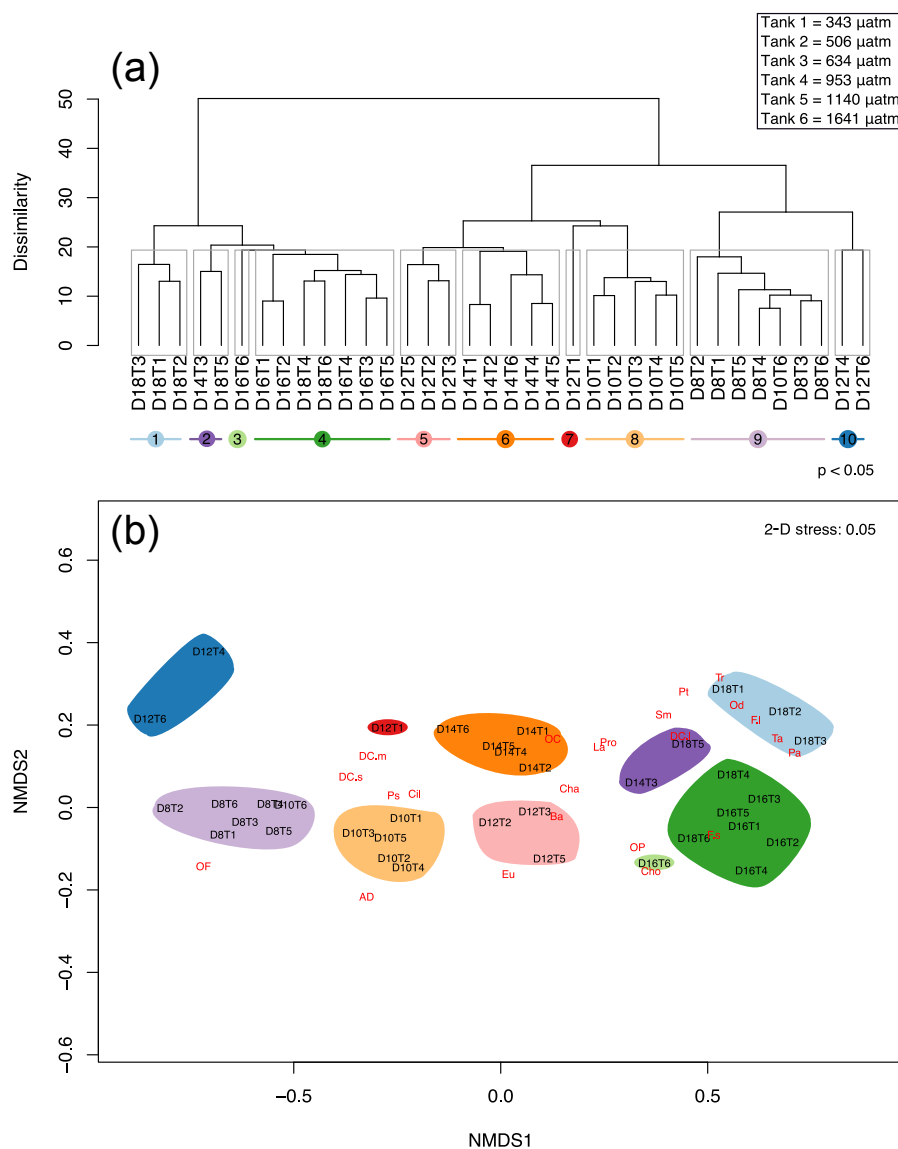 (a)
Tank 1 = 343 µatm
Tank 2 = 506 µatm
Tank 3 = 634 µatm
Tank 4 = 953 µatm
Tank 5 = 1140 µatm
Tank 6 = 1641 µatm
Dissimilarity
50
40
30
20
10
0
D18T3 D18T1 D18T2 D14T3 D18T5 D16T6 D16T1 D16T2 D18T4 D18T6 D16T4 D16T3 D16T5 D12T5 D12T2 D12T3 D14T1 D14T2 D14T6 D14T4 D14T5 D12T1 D10T1 D10T2 D10T3 D10T4 D10T5 D8T2 D8T1 D8T5 D8T4 D10T6 D8T3 D8T6 D12T4 D12T6
1 2 3 4 5 6 7 8 9 10
p < 0.05
(b)
2-D stress: 0.05
NMDS2
0.6
0.4
0.2
0.0
−0.2
−0.4
−0.6
D12T4
D12T6
D12T1
D14T6 D14T1
OC
D14T5
D14T4
D14T2
Tr
D18T1
Pt
Od
D18T2
Sm
F.l
D18T3
Ta
Pa
D18T5
La
Pro
D14T3
DC.m
DC.s
Ps
Cil
Cha
D18T4
D8T2
D8T6
D10T6
D8T3
D8T1
D8T5
D10T1
D10T3
D10T5
D10T2
D10T4
D12T3
Ba
D12T2
D12T5
D16T3
D16T5
D16T1
D18T6
D16T2
D16T4
OF
AD
Eu
OP
D16T6
Cho
−0.5 0.0 0.5
NMDS1